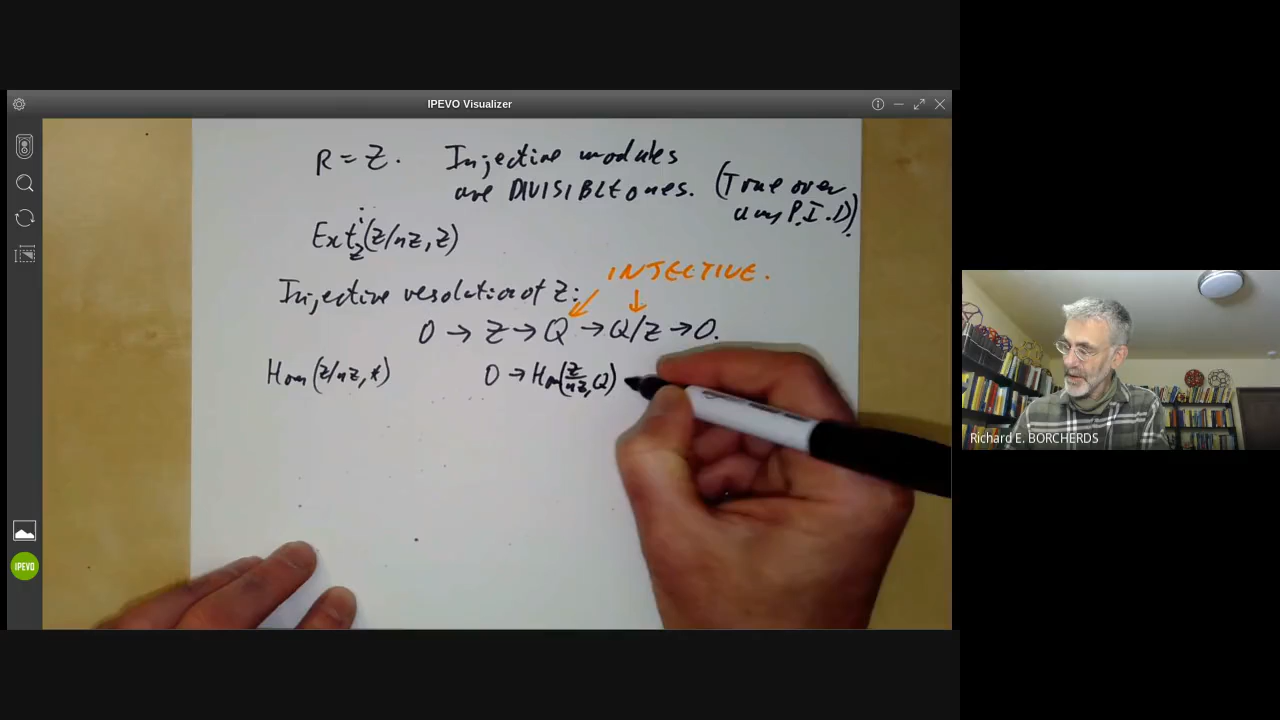 IPEVO Visualizer
R = Z. Injective modules
are DIVISIBLE ones. (True over
any P.I.D).
Ext^i_Z(Z/nZ, Z)
INJECTIVE.
Injective resolution of Z:
0 → Z → Q → Q/Z → 0.
Hom(Z/nZ, *) 0 → Hom(Z/nZ, Q)
Richard E. BORCHERDS
IPEVO